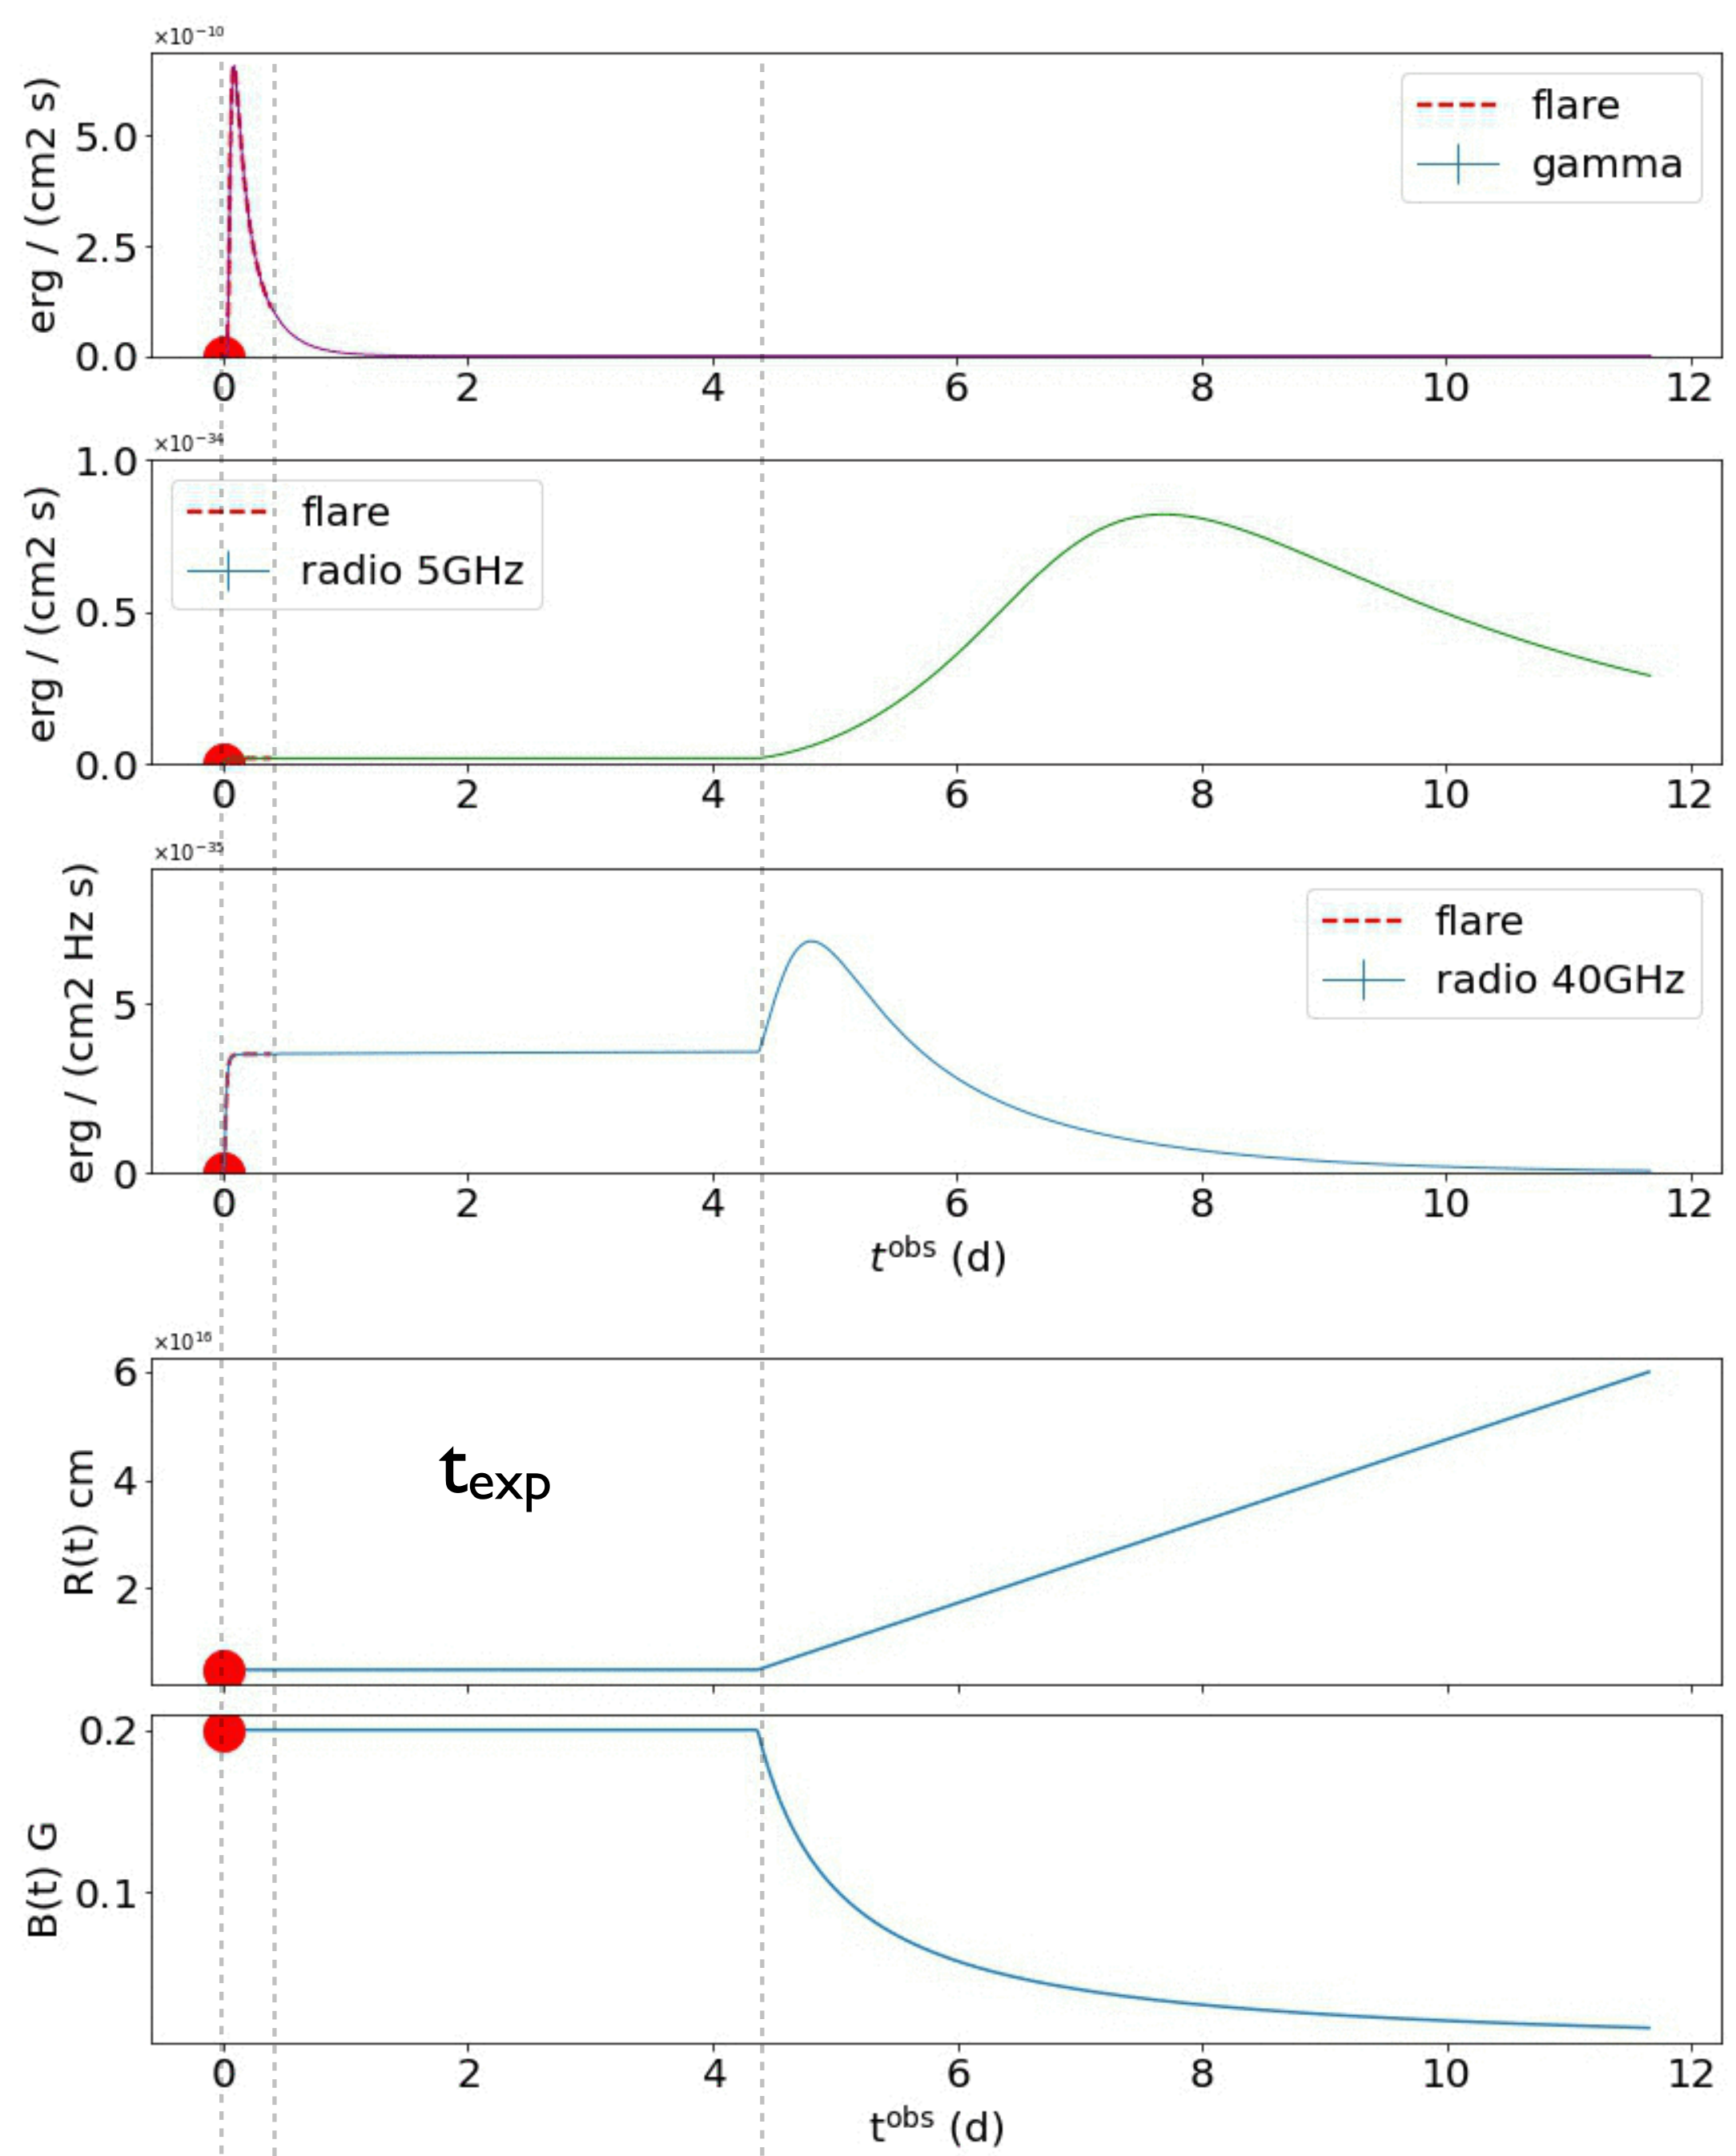 ×10⁻¹⁰
erg / (cm2 s)
5.0
2.5
0.0
flare
gamma
0 2 4 6 8 10 12
×10⁻³⁴
erg / (cm2 s)
1.0
0.5
0.0
flare
radio 5GHz
0 2 4 6 8 10 12
×10⁻³⁵
erg / (cm2 Hz s)
5
0
flare
radio 40GHz
0 2 4 6 8 10 12
t^obs (d)
×10¹⁶
R(t) cm
6
4
2
t_exp
B(t) G
0.2
0.1
0 2 4 6 8 10 12
t^obs (d)